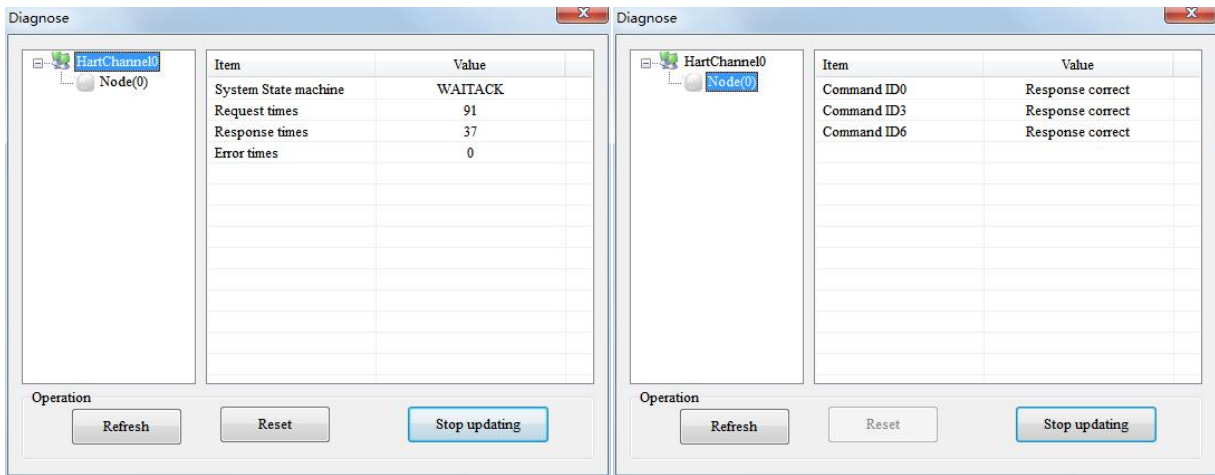 Diagnose
HartChannel0
Node(0)
Item Value
System State machine WAITACK
Request times 91
Response times 37
Error times 0
Operation
Refresh Reset Stop updating
Diagnose
HartChannel0
Node(0)
Item Value
Command ID0 Response correct
Command ID3 Response correct
Command ID6 Response correct
Operation
Refresh Reset Stop updating